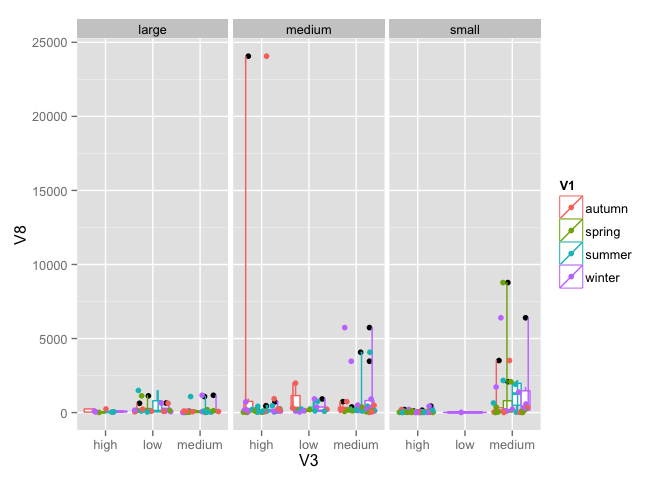 large medium small
25000
20000
15000
10000
5000
0
V8
high low medium high low medium high low medium
V3
V1
autumn
spring
summer
winter